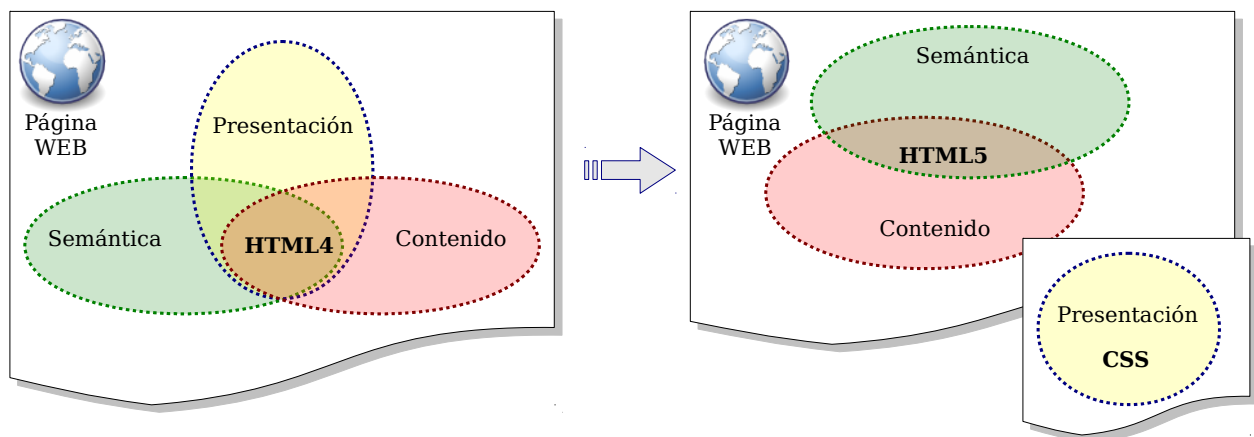 Página
WEB
Presentación
Semántica
HTML4
Contenido
Página
WEB
Semántica
HTML5
Contenido
Presentación
CSS